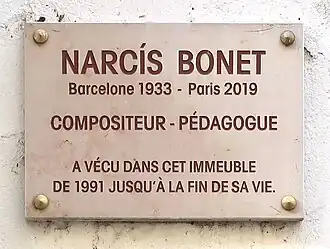 NARCÍS BONET
Barcelone 1933 - Paris 2019
COMPOSITEUR - PÉDAGOGUE
A VÉCU DANS CET IMMEUBLE
DE 1991 JUSQU'À LA FIN DE SA VIE.